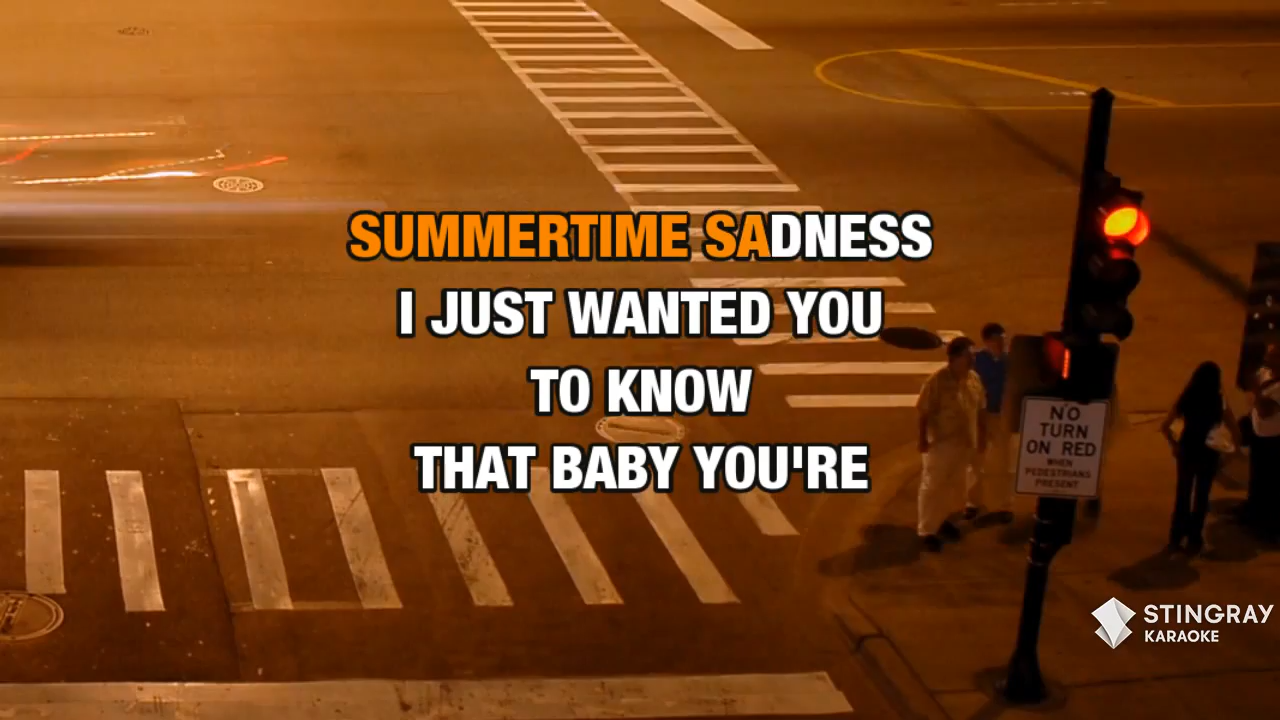 SUMMERTIME SADNESS
I JUST WANTED YOU
TO KNOW
THAT BABY YOU'RE
NO
TURN
ON RED
WHEN
PEDESTRIANS
PRESENT
STINGRAY
KARAOKE